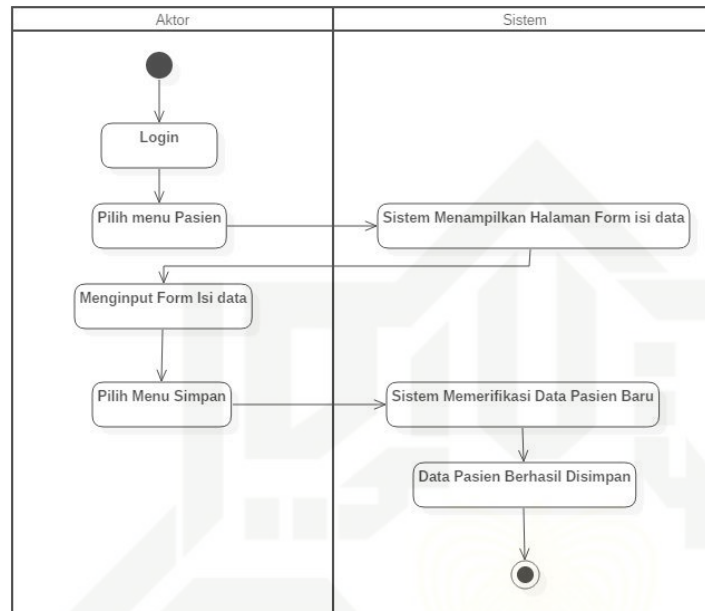 Aktor
Sistem
Login
Pilih menu Pasien
Sistem Menampilkan Halaman Form isi data
Menginput Form Isi data
Pilih Menu Simpan
Sistem Memerifikasi Data Pasien Baru
Data Pasien Berhasil Disimpan